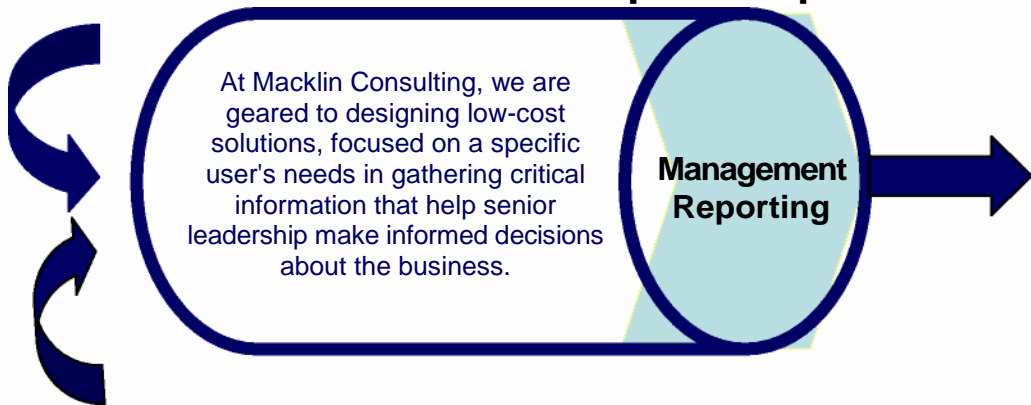 At Macklin Consulting, we are
geared to designing low-cost
solutions, focused on a specific
user's needs in gathering critical
information that help senior
leadership make informed decisions
about the business.
Management
Reporting